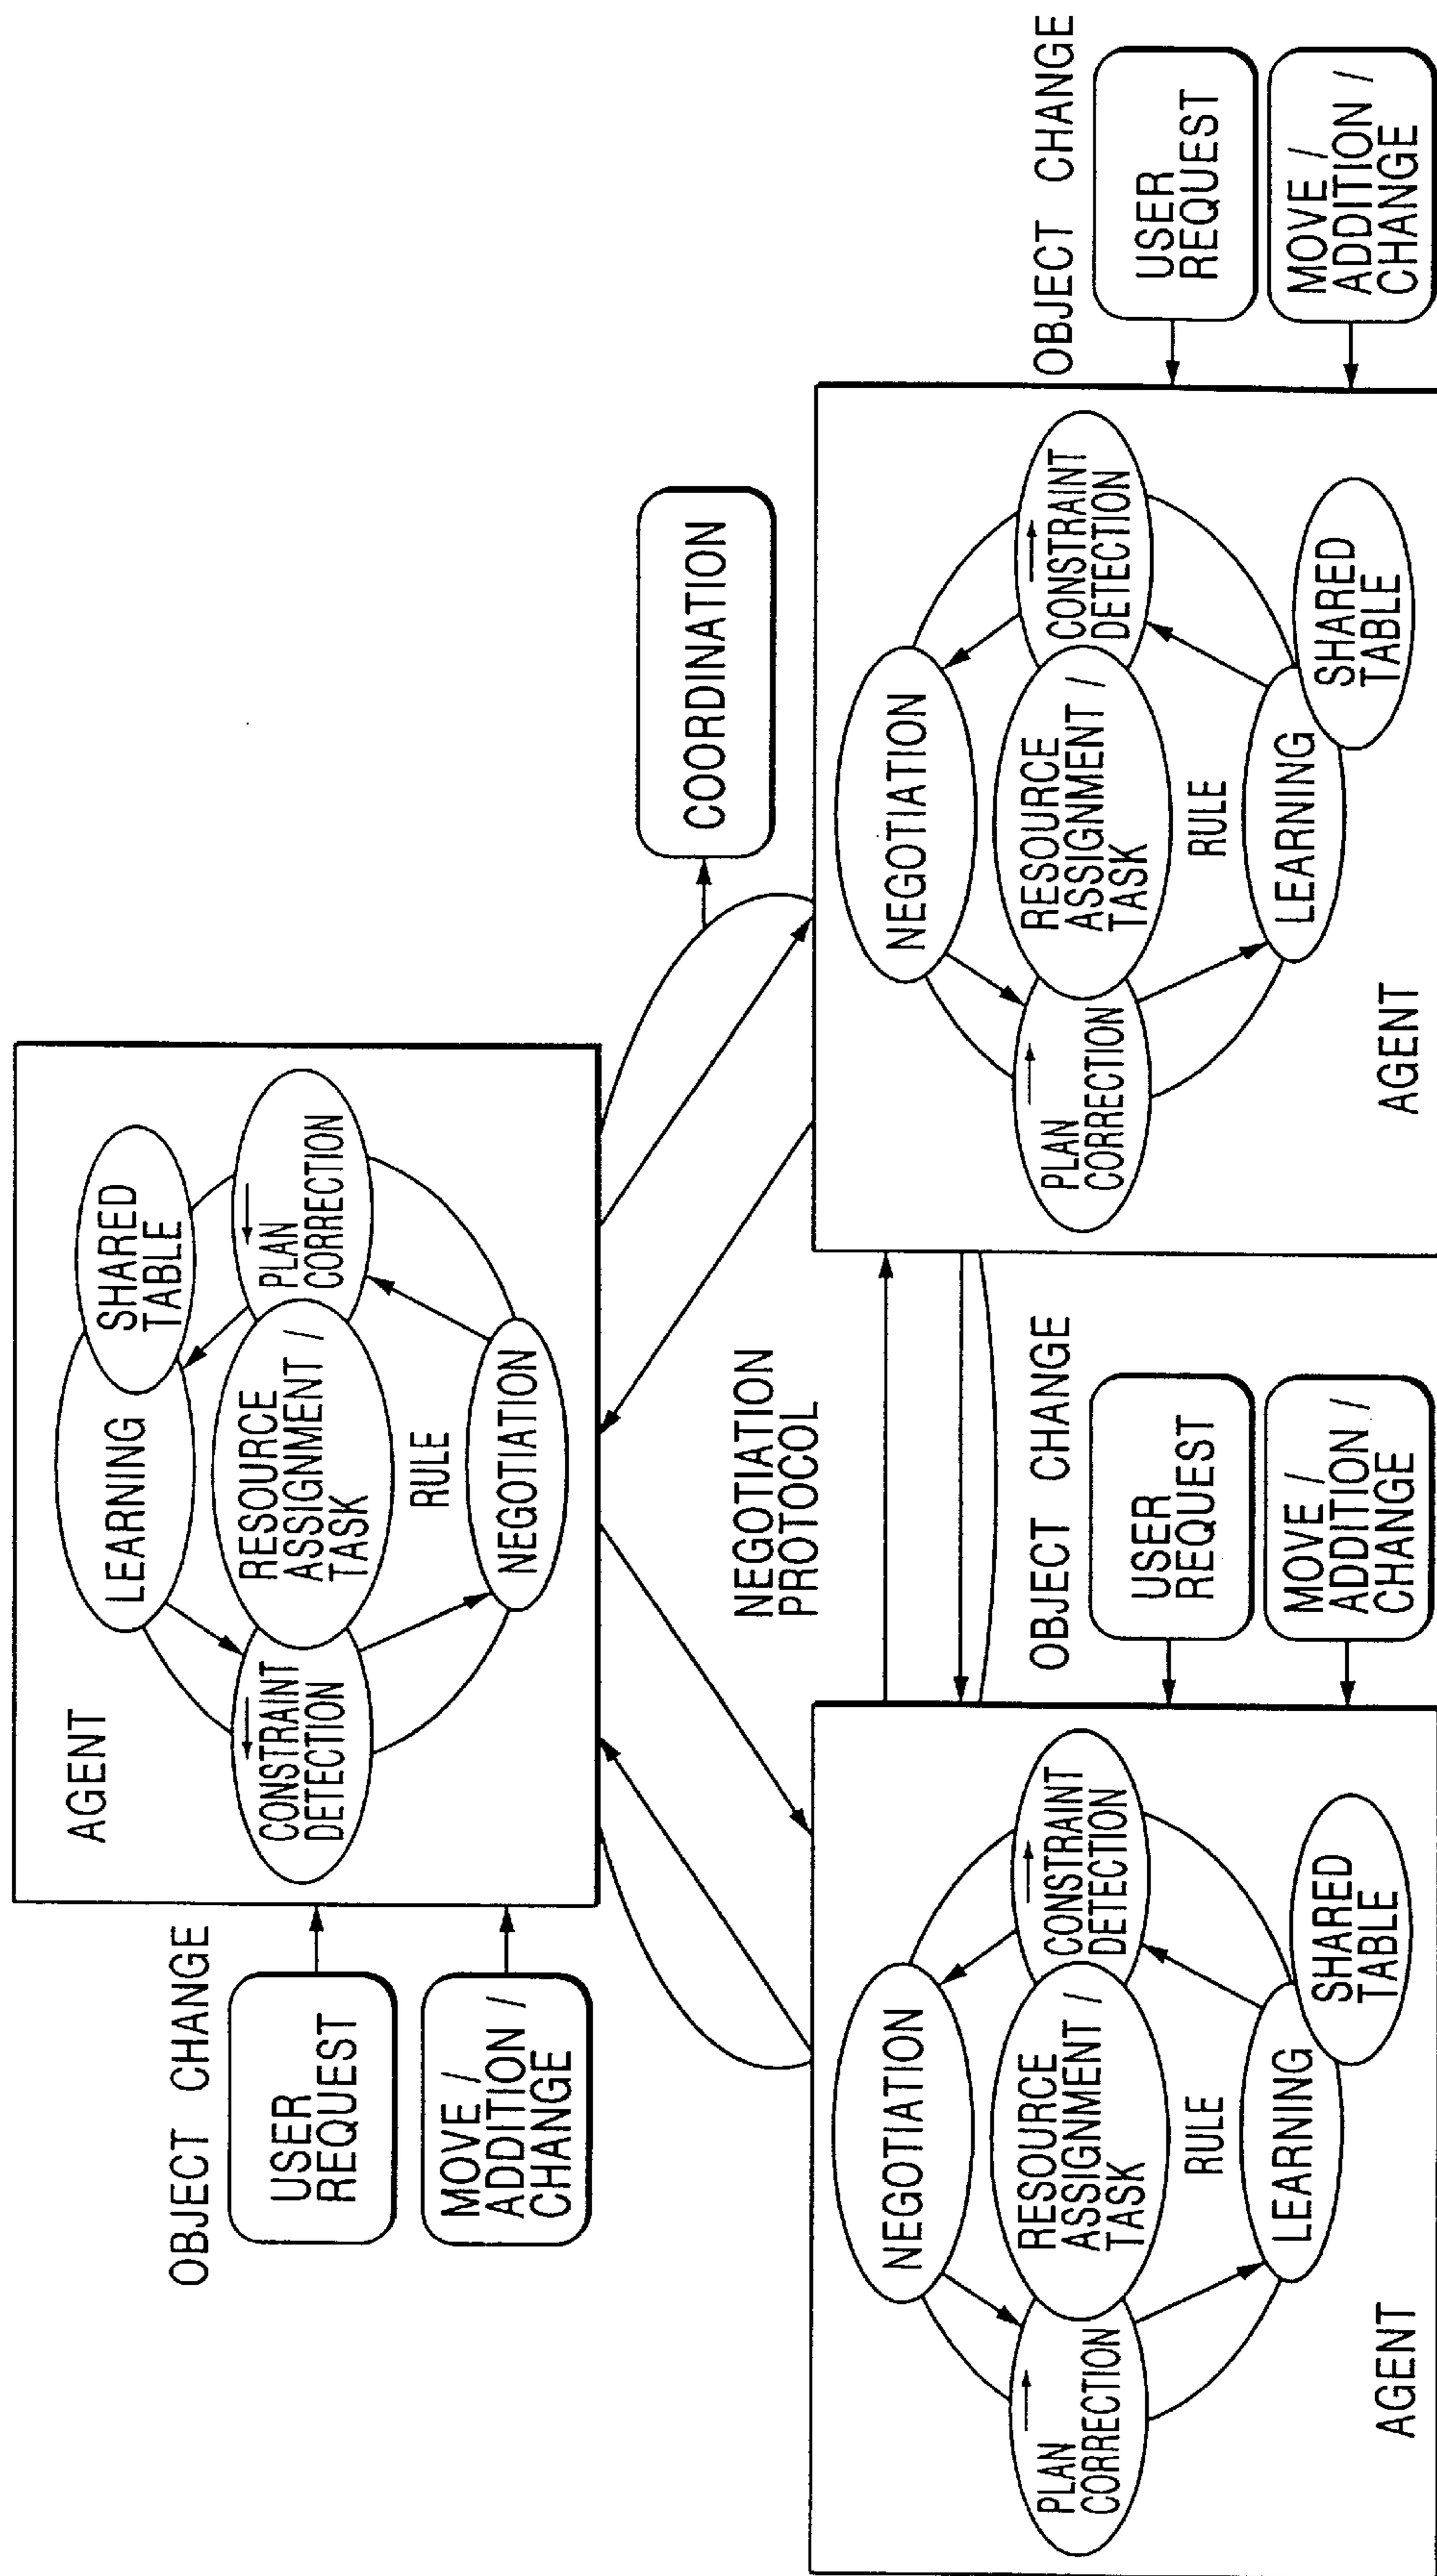 AGENT
LEARNING
SHARED
TABLE
CONSTRAINT
DETECTION
RESOURCE
ASSIGNMENT /
TASK
PLAN
CORRECTION
RULE
NEGOTIATION
OBJECT CHANGE
USER
REQUEST
MOVE /
ADDITION /
CHANGE
COORDINATION
NEGOTIATION
PROTOCOL
NEGOTIATION
PLAN
CORRECTION
RESOURCE
ASSIGNMENT /
TASK
CONSTRAINT
DETECTION
RULE
LEARNING
SHARED
TABLE
AGENT
OBJECT CHANGE
USER
REQUEST
MOVE /
ADDITION /
CHANGE
NEGOTIATION
PLAN
CORRECTION
RESOURCE
ASSIGNMENT /
TASK
CONSTRAINT
DETECTION
RULE
LEARNING
SHARED
TABLE
AGENT
OBJECT CHANGE
USER
REQUEST
MOVE /
ADDITION /
CHANGE